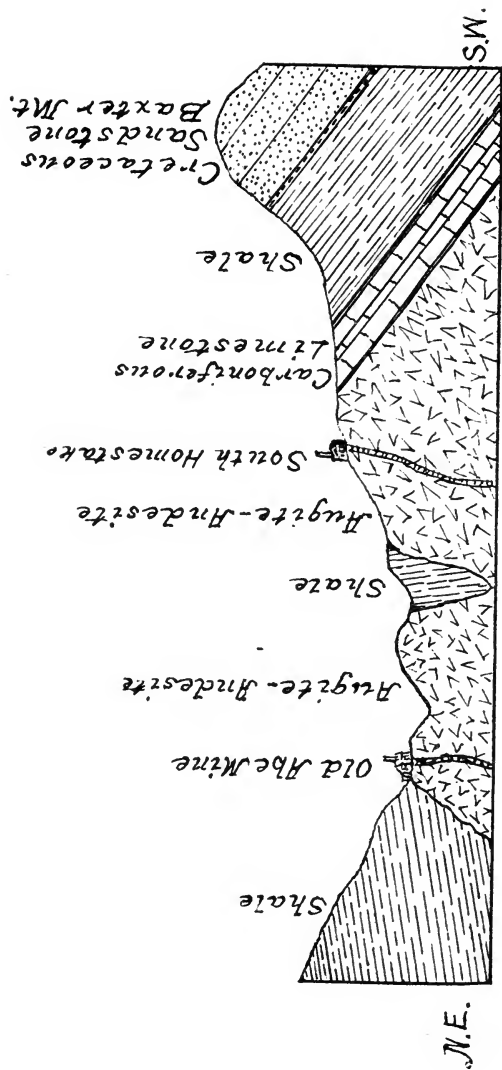 N.E.
Shale
Old Abe Mine
Augite-Andesite
Shale
Augite-Andesite
South Homestake
Carboniferous
Limestone
Shale
Cretaceous
Sandstone
Baxter Mt.
S.W.